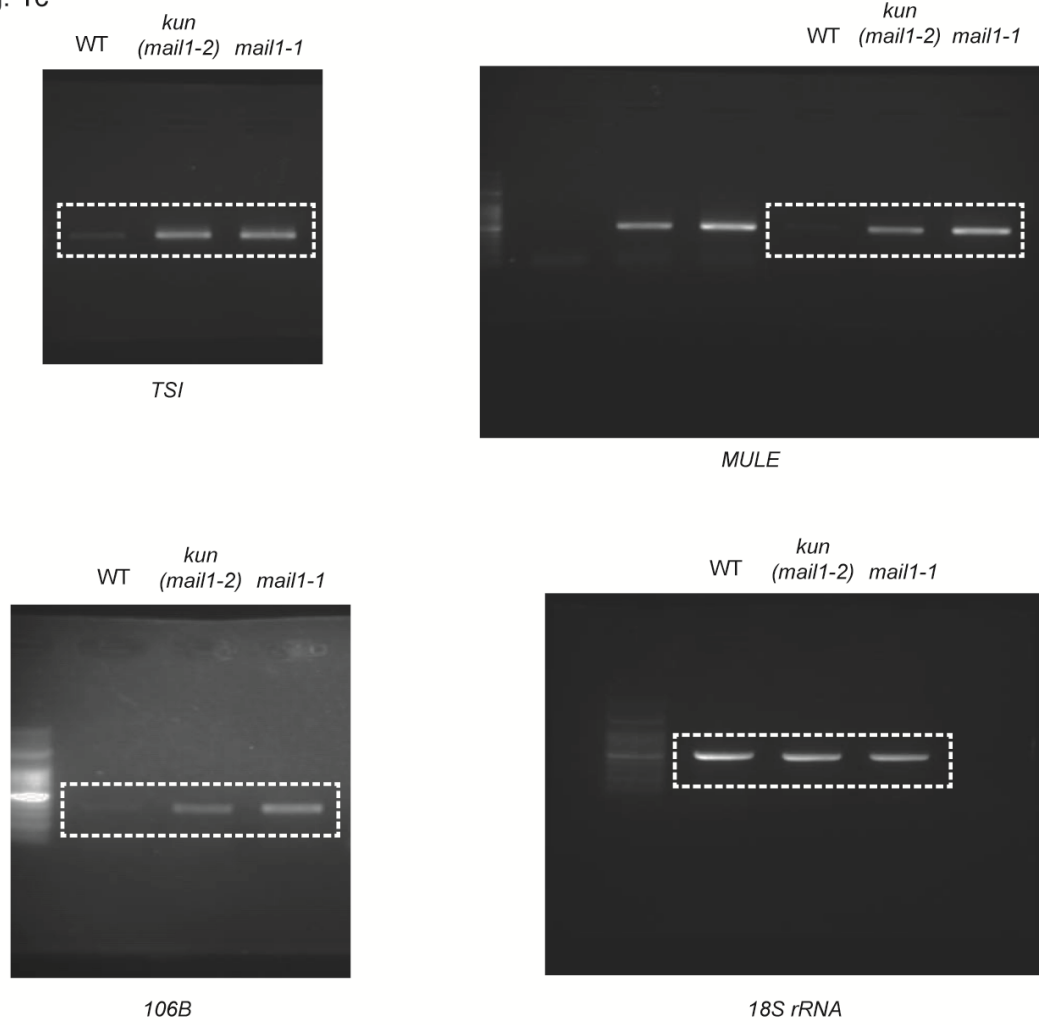 WT
kun
(mail1-2)
mail1-1
TSI
WT
kun
(mail1-2)
mail1-1
MULE
WT
kun
(mail1-2)
mail1-1
106B
WT
kun
(mail1-2)
mail1-1
18S rRNA